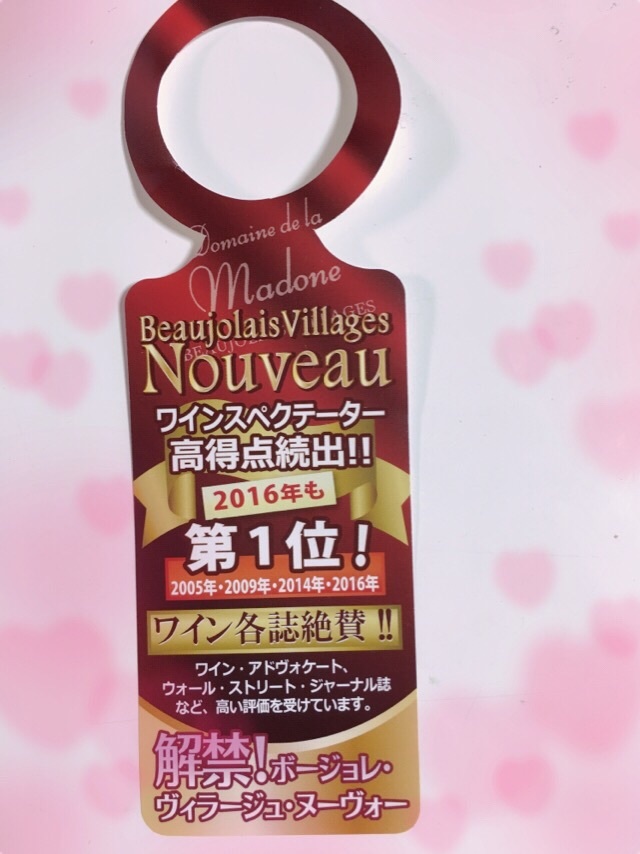 Domaine de la
Madone
BEAUJOLAIS VILLAGES
BeaujolaisVillages
Nouveau
ワインスペクテーター
高得点続出!!
2016年も
第1位!
2005年・2009年・2014年・2016年
ワイン各誌絶賛!!
ワイン・アドヴォケート、
ウォール・ストリート・ジャーナル誌
など、高い評価を受けています。
解禁!ボージョレ・
ヴィラージュ・ヌーヴォー